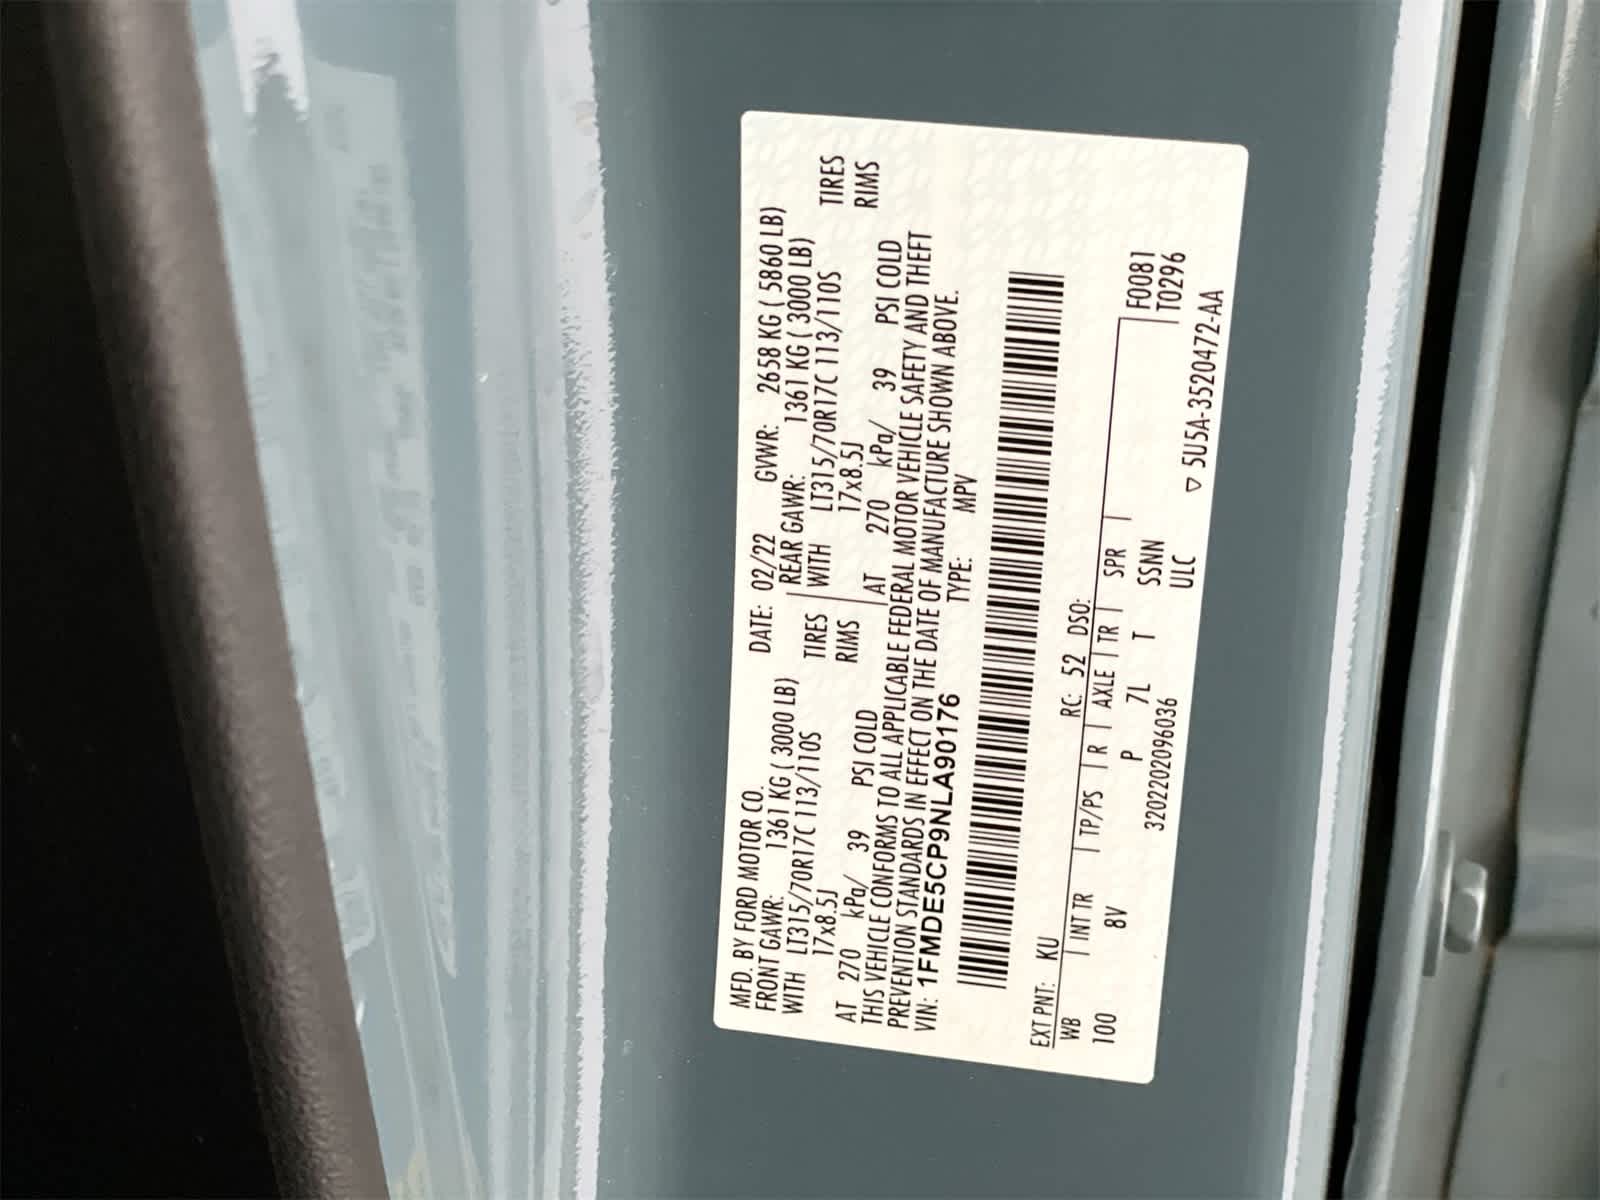 MFD. BY FORD MOTOR CO.
DATE: 02/22 GVWR: 2658 KG ( 5860 LB)
FRONT GAWR: 1361 KG ( 3000 LB) REAR GAWR: 1361 KG ( 3000 LB)
WITH LT315/70R17C 113/110S TIRES WITH LT315/70R17C 113/110S TIRES
17x8.5J RIMS 17x8.5J RIMS
AT 270 kPa/ 39 PSI COLD AT 270 kPa/ 39 PSI COLD
THIS VEHICLE CONFORMS TO ALL APPLICABLE FEDERAL MOTOR VEHICLE SAFETY AND THEFT
PREVENTION STANDARDS IN EFFECT ON THE DATE OF MANUFACTURE SHOWN ABOVE.
VIN: 1FMDE5CP9NLA90176 TYPE: MPV
EXT PNT: KU RC: 52 DSO: F0081
WB INT TR TP/PS R AXLE TR SPR T0296
100 8V P 7L T SSNN
3202202096036 ULC
▽ 5U5A-3520472-AA